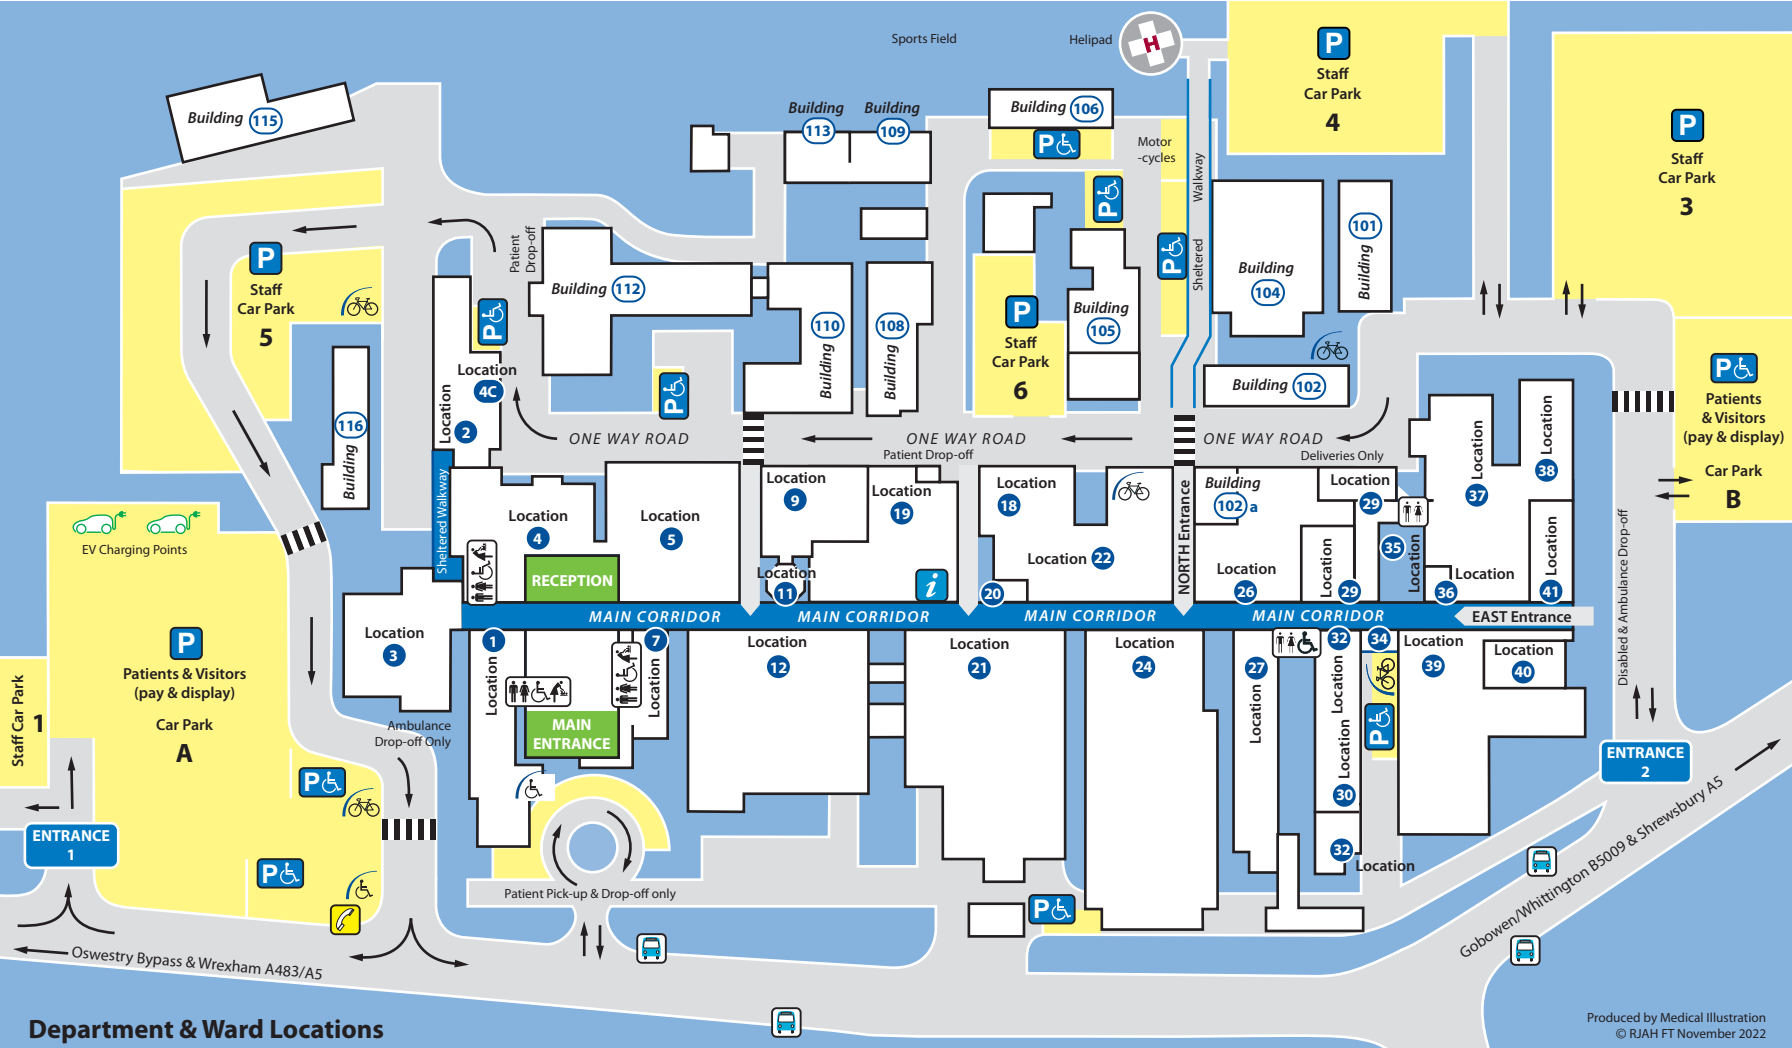 Sports Field
Helipad
H
P
Staff
Car Park
4
P
Staff
Car Park
3
Building 115
Building
113
Building
109
Building 106
P
Motor
-cycles
Sheltered Walkway
P
P
Building
101
Building
104
Building
105
Building 102
P
Staff
Car Park
5
Patient
Drop-off
Building 112
P
Building
110
Building
108
P
Staff
Car Park
6
P
Location
4C
Location
2
Building
116
ONE WAY ROAD
ONE WAY ROAD
Patient Drop-off
ONE WAY ROAD
Deliveries Only
P
Patients
& Visitors
(pay & display)
Car Park
B
Sheltered Walkway
Location
4
Location
5
RECEPTION
Location
9
Location
19
Location
11
i
Location
18
Location 22
20
NORTH Entrance
Building
102 a
Location
26
Location
29
Location
29
Location
35
Location
37
Location
38
Location
36
Location
41
EV Charging Points
MAIN CORRIDOR
MAIN CORRIDOR
MAIN CORRIDOR
MAIN CORRIDOR
EAST Entrance
Disabled & Ambulance Drop-off
P
Patients & Visitors
(pay & display)
Car Park
A
Staff Car Park
1
Location
3
Ambulance
Drop-off Only
1
Location
7
Location
MAIN
ENTRANCE
Location
12
Location
21
Location
24
27
Location
32
Location
Location
30
32
Location
34
P
Location
39
Location
40
P
P
ENTRANCE
1
ENTRANCE
2
Patient Pick-up & Drop-off only
P
Oswestry Bypass & Wrexham A483/A5
Gobowen/Whittington B5009 & Shrewsbury A5
Department & Ward Locations
Produced by Medical Illustration
© RJAH FT November 2022